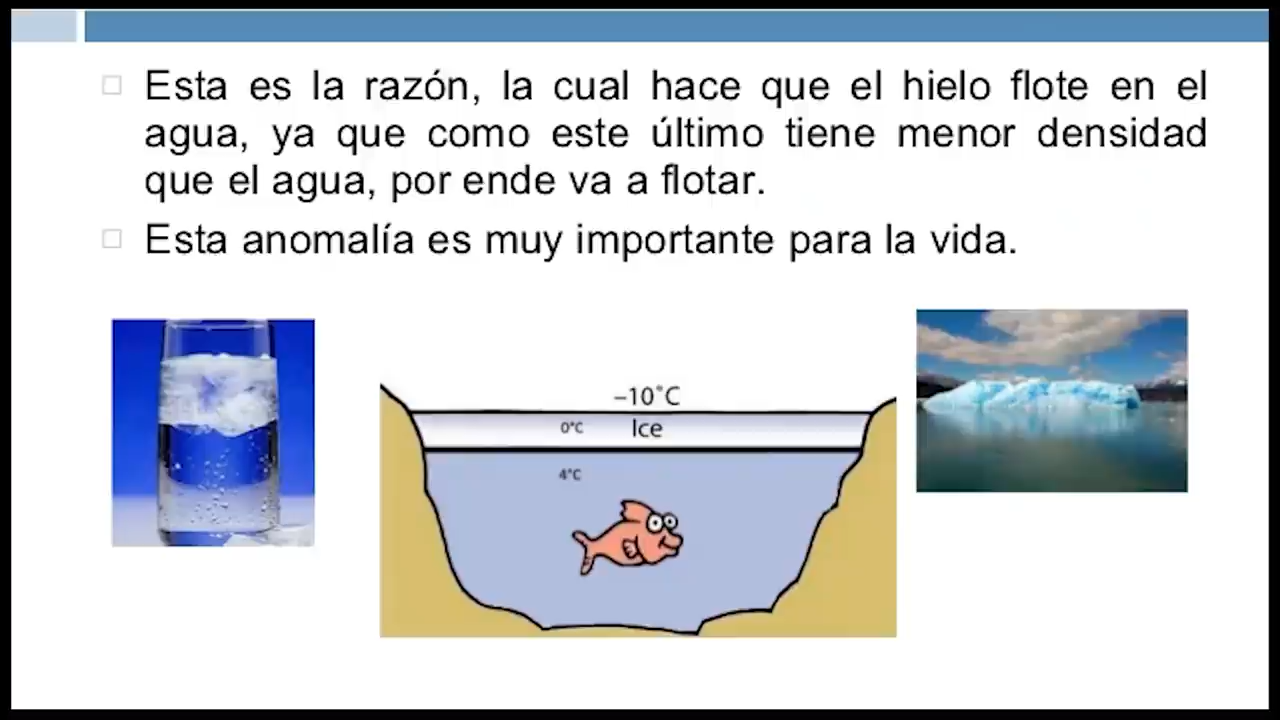 Esta es la razón, la cual hace que el hielo flote en el
agua, ya que como este último tiene menor densidad
que el agua, por ende va a flotar.
Esta anomalía es muy importante para la vida.
–10°C
0°C Ice
4°C